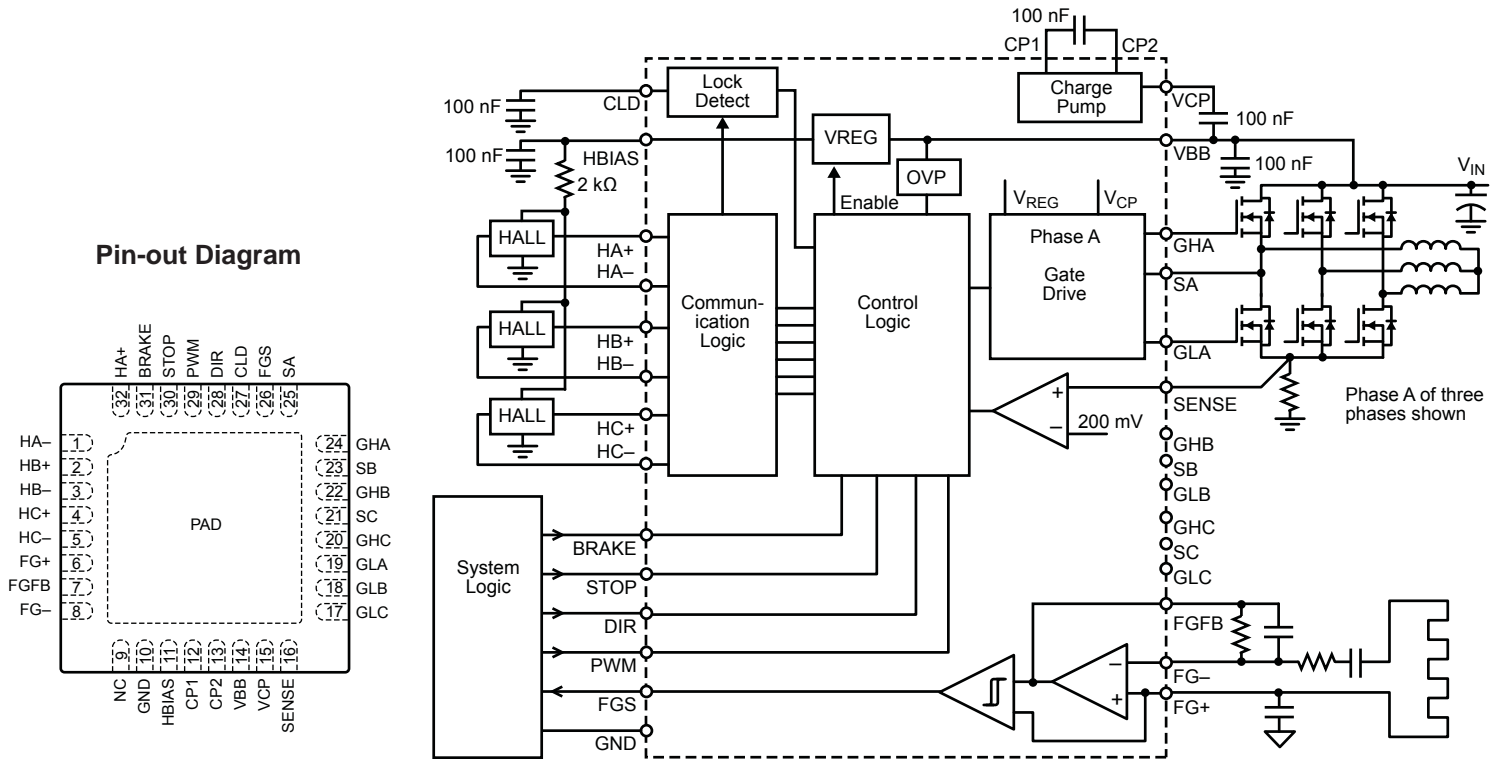 Pin-out Diagram
HA+
BRAKE
STOP
PWM
DIR
CLD
FGS
SA
32
31
30
29
28
27
26
25
HA–
1
HB+
2
HB–
3
HC+
4
HC–
5
FG+
6
FGFB
7
FG–
8
PAD
24
GHA
23
SB
22
GHB
21
SC
20
GHC
19
GLA
18
GLB
17
GLC
9
10
11
12
13
14
15
16
NC
GND
HBIAS
CP1
CP2
VBB
VCP
SENSE
100 nF
CP1
CP2
Charge
Pump
Lock
Detect
CLD
100 nF
VCP
100 nF
VREG
VBB
100 nF
HBIAS
100 nF
2 kΩ
OVP
Enable
VIN
HALL
HA+
HA–
HALL
HB+
HB–
HALL
HC+
HC–
Commun-
ication
Logic
Control
Logic
VREG
VCP
Phase A
Gate
Drive
GHA
SA
GLA
SENSE
+
–
200 mV
Phase A of three
phases shown
GHB
SB
GLB
GHC
SC
GLC
System
Logic
BRAKE
STOP
DIR
PWM
FGS
GND
FGFB
–
FG–
+
FG+